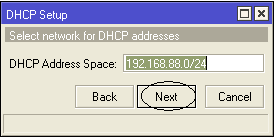 DHCP Setup
Select network for DHCP addresses
DHCP Address Space: 192.168.88.0/24
Back Next Cancel